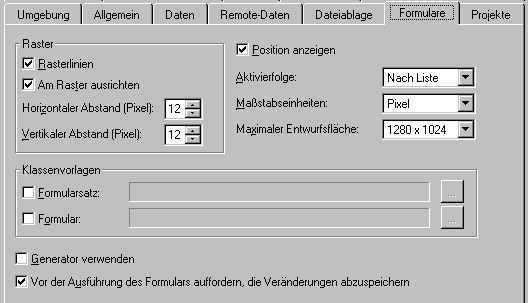 Umgebung Allgemein Daten Remote-Daten Dateiablage Formulare Projekte
Raster
Rasterlinien
Am Raster ausrichten
Horizontaler Abstand (Pixel): 12
Vertikaler Abstand (Pixel): 12
Position anzeigen
Aktivierfolge: Nach Liste
Maßstabseinheiten: Pixel
Maximaler Entwurfsfläche: 1280 x 1024
Klassenvorlagen
Formularsatz: ...
Formular: ...
Generator verwenden
Vor der Ausführung des Formulars auffordern, die Veränderungen abzuspeichern